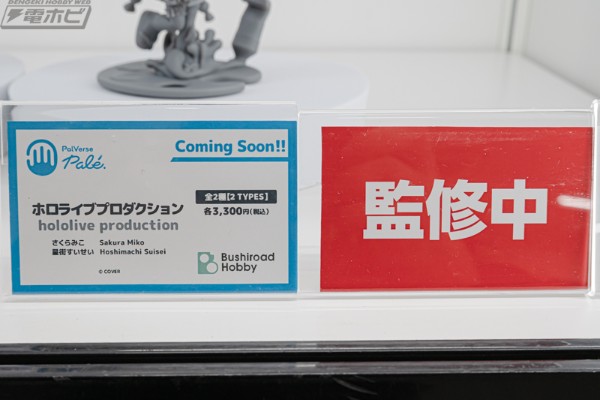 DENGEKI HOBBY WEB
電ホビ
PalVerse
Palé.
Coming Soon!!
ホロライブプロダクション
hololive production
全2種[2 TYPES]
各3,300円(税込)
さくらみこ Sakura Miko
星街すいせい Hoshimachi Suisei
© COVER
Bushiroad
Hobby
監修中